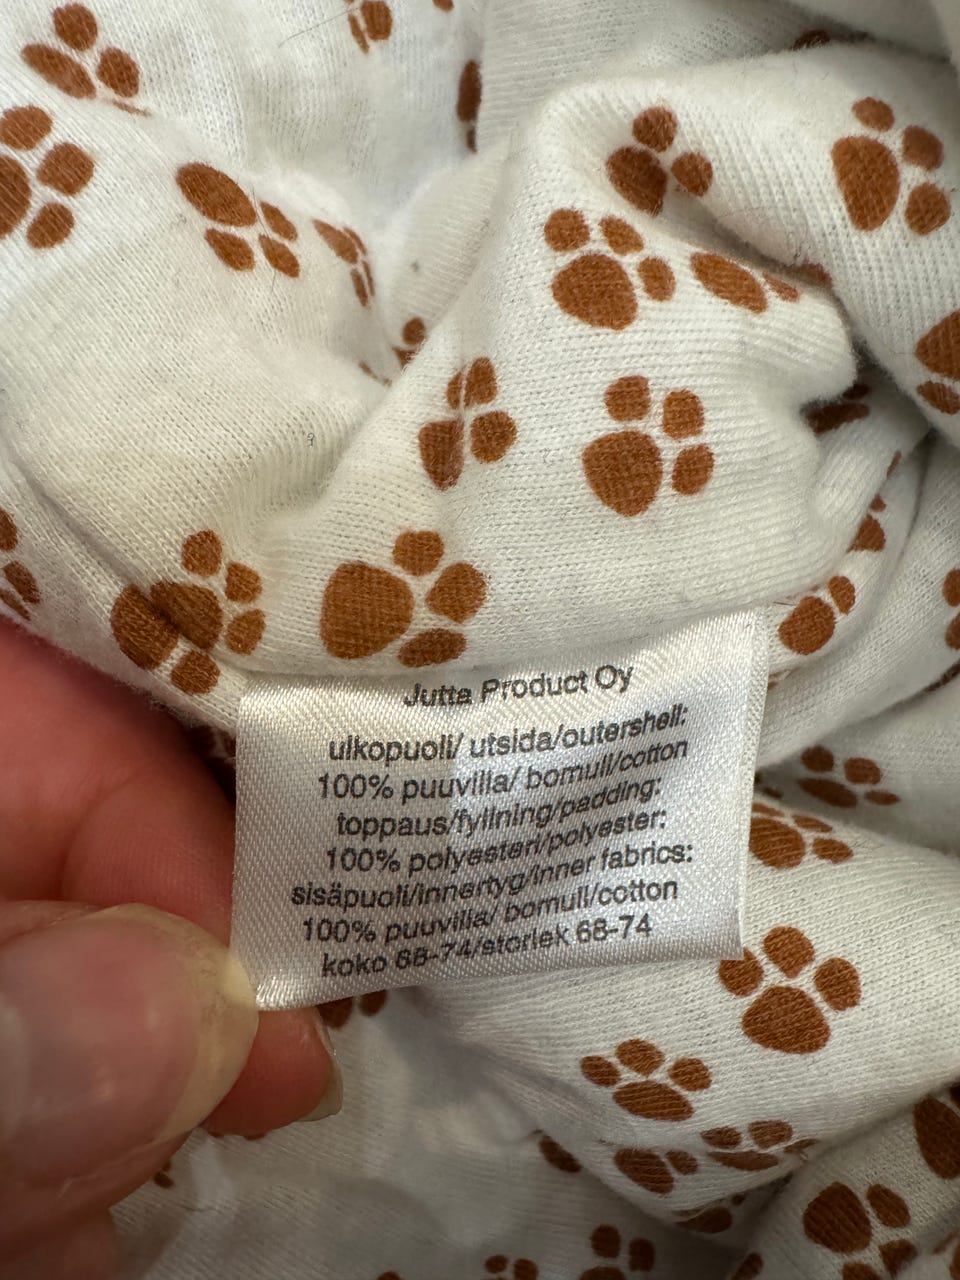 Jutta Product Oy
ulkopuoli/ utsida/outershell:
100% puuvilla/ bomull/cotton
toppaus/fyllning/padding:
100% polyesteri/polyester:
sisäpuoli/innertyg/inner fabrics:
100% puuvilla/ bomull/cotton
koko 68-74/storlek 68-74